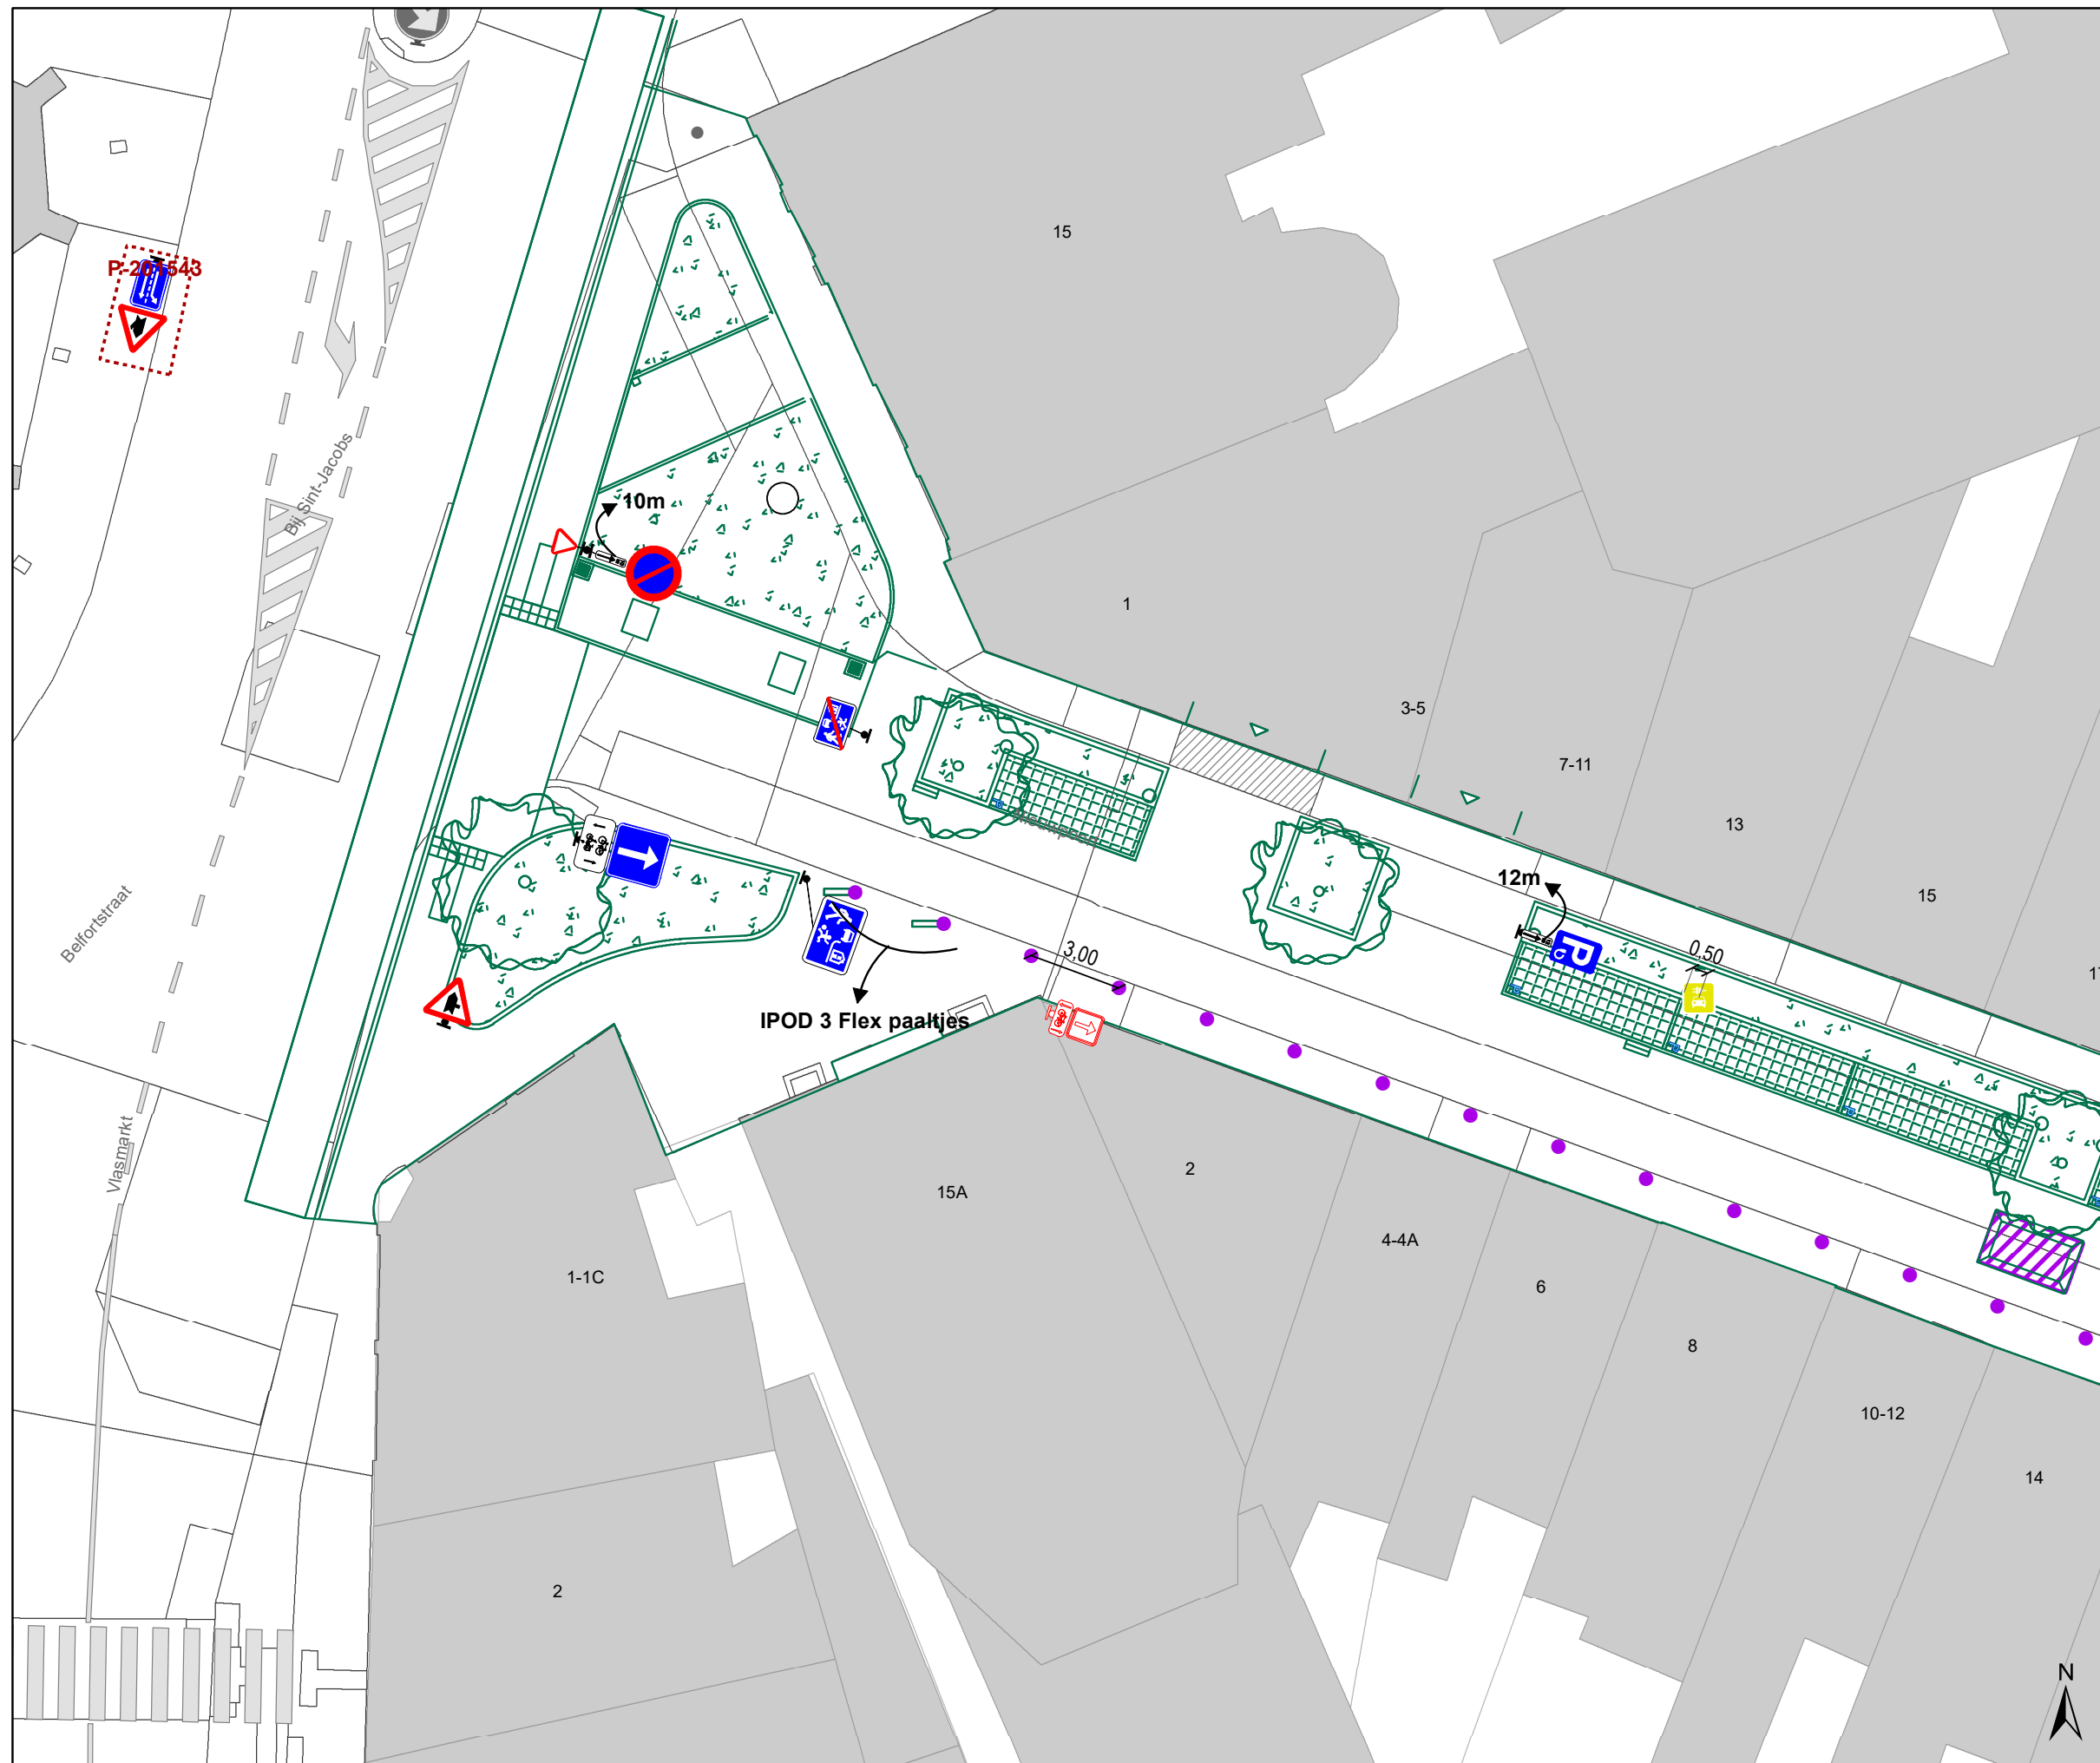 15
P-201543
Bij Sint-Jacobs
10m
1
3-5
7-11
13
12m
P
15
Belfortstraat
0,50
3,00
IPOD 3 Flex paaltjes
Vlasmarkt
2
15A
4-4A
1-1C
6
8
10-12
14
2
N